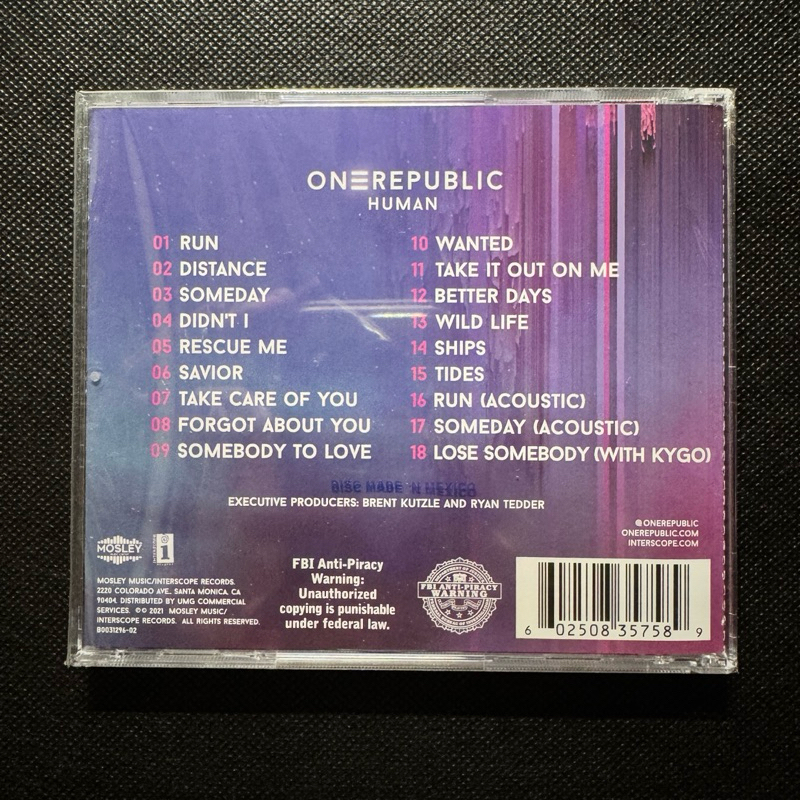 ONEREPUBLIC
HUMAN
01 RUN
02 DISTANCE
03 SOMEDAY
04 DIDN'T I
05 RESCUE ME
06 SAVIOR
07 TAKE CARE OF YOU
08 FORGOT ABOUT YOU
09 SOMEBODY TO LOVE
10 WANTED
11 TAKE IT OUT ON ME
12 BETTER DAYS
13 WILD LIFE
14 SHIPS
15 TIDES
16 RUN (ACOUSTIC)
17 SOMEDAY (ACOUSTIC)
18 LOSE SOMEBODY (WITH KYGO)
DISC MADE IN MEXICO
EXECUTIVE PRODUCERS: BRENT KUTZLE AND RYAN TEDDER
@ONEREPUBLIC
ONEREPUBLIC.COM
INTERSCOPE.COM
MOSLEY
MOSLEY MUSIC/INTERSCOPE RECORDS.
2220 COLORADO AVE. SANTA MONICA, CA
90404. DISTRIBUTED BY UMG COMMERCIAL
SERVICES. ℗© 2021 MOSLEY MUSIC/
INTERSCOPE RECORDS. ALL RIGHTS RESERVED.
B0031296-02
FBI Anti-Piracy
Warning:
Unauthorized
copying is punishable
under federal law.
FBI ANTI-PIRACY
WARNING
6 02508 35758 9